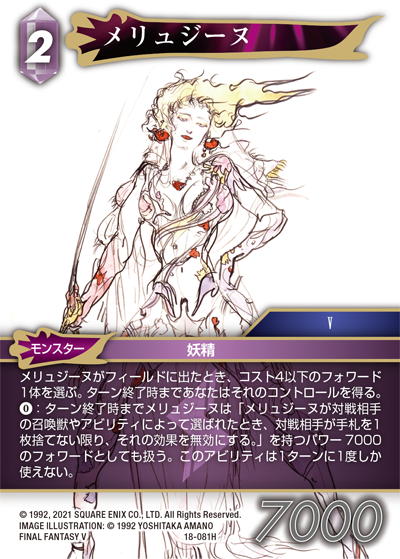 2
メリュジーヌ
V
モンスター
妖精
メリュジーヌがフィールドに出たとき、コスト4以下のフォワード
1体を選ぶ。ターン終了時まであなたはそれのコントロールを得る。
0：ターン終了時までメリュジーヌは「メリュジーヌが対戦相手
の召喚獣やアビリティによって選ばれたとき、対戦相手が手札を1
枚捨てない限り、それの効果を無効にする。」を持つパワー7000
のフォワードとしても扱う。このアビリティは1ターンに1度しか
使えない。
© 1992, 2021 SQUARE ENIX CO., LTD. All Rights Reserved.
IMAGE ILLUSTRATION: © 1992 YOSHITAKA AMANO
FINAL FANTASY V
18-081H
7000